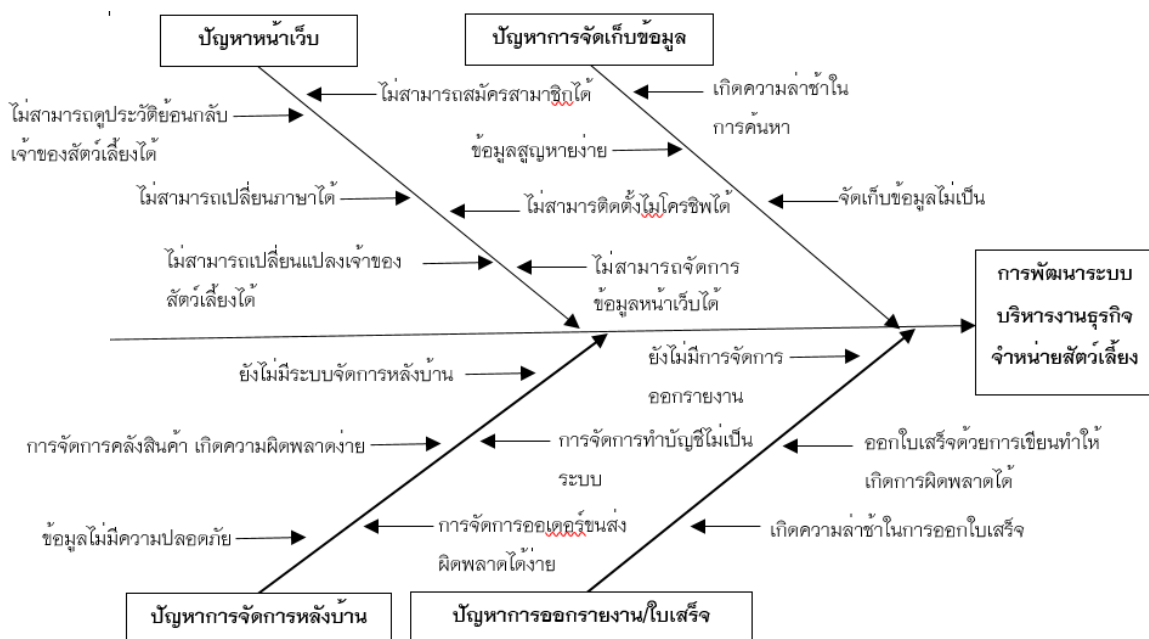 ปัญหาหน้าเว็บ
ปัญหาการจัดเก็บข้อมูล
ไม่สามารถสมัครสามาชิกได้
ไม่สามารถดูประวัติย้อนกลับ
เจ้าของสัตว์เลี้ยงได้
ไม่สามารถเปลี่ยนภาษาได้
ไม่สามารติดตั้งไมโครชิพได้
ไม่สามารถเปลี่ยนแปลงเจ้าของ
สัตว์เลี้ยงได้
ไม่สามารถจัดการ
ข้อมูลหน้าเว็บได้
เกิดความล่าช้าใน
การค้นหา
ข้อมูลสูญหายง่าย
จัดเก็บข้อมูลไม่เป็น
การพัฒนาระบบ
บริหารงานธุรกิจ
จำหน่ายสัตว์เลี้ยง
ยังไม่มีระบบจัดการหลังบ้าน
การจัดการคลังสินค้า เกิดความผิดพลาดง่าย
การจัดการทำบัญชีไม่เป็น
ระบบ
ข้อมูลไม่มีความปลอดภัย
การจัดการออเดอร์ขนส่ง
ผิดพลาดได้ง่าย
ยังไม่มีการจัดการ
ออกรายงาน
ออกใบเสร็จด้วยการเขียนทำให้
เกิดการผิดพลาดได้
เกิดความล่าช้าในการออกใบเสร็จ
ปัญหาการจัดการหลังบ้าน
ปัญหาการออกรายงาน/ใบเสร็จ